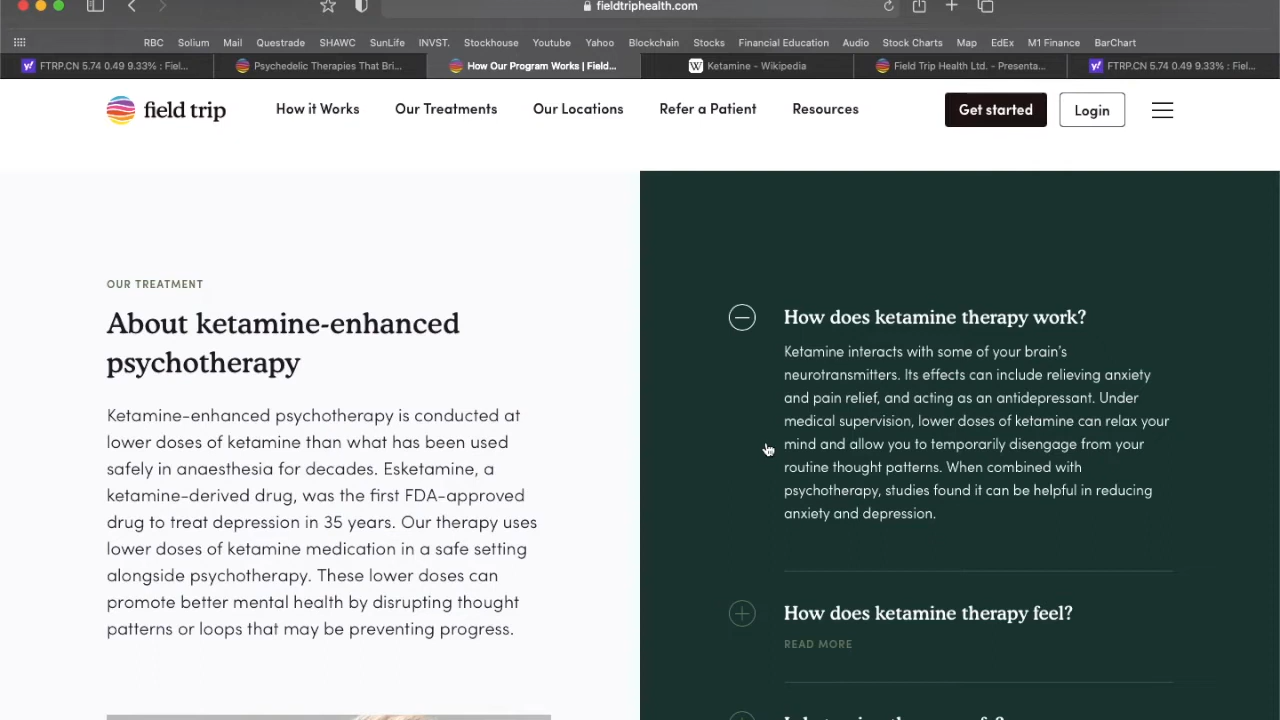 fieldtriphealth.com
RBC Solium Mail Questrade SHAWC SunLife INVST. Stockhouse Youtube Yahoo Blockchain Stocks Financial Education Audio Stock Charts Map EdEx M1 Finance BarChart
FTRP.CN 5.74 0.49 9.33% : Fiel... Psychedelic Therapies That Bri... How Our Program Works | Field... W Ketamine - Wikipedia Field Trip Health Ltd. - Presenta... y! FTRP.CN 5.74 0.49 9.33% : Fiel...
field trip How it Works Our Treatments Our Locations Refer a Patient Resources Get started Login
OUR TREATMENT
About ketamine-enhanced
psychotherapy
Ketamine-enhanced psychotherapy is conducted at
lower doses of ketamine than what has been used
safely in anaesthesia for decades. Esketamine, a
ketamine-derived drug, was the first FDA-approved
drug to treat depression in 35 years. Our therapy uses
lower doses of ketamine medication in a safe setting
alongside psychotherapy. These lower doses can
promote better mental health by disrupting thought
patterns or loops that may be preventing progress.
How does ketamine therapy work?
Ketamine interacts with some of your brain's
neurotransmitters. Its effects can include relieving anxiety
and pain relief, and acting as an antidepressant. Under
medical supervision, lower doses of ketamine can relax your
mind and allow you to temporarily disengage from your
routine thought patterns. When combined with
psychotherapy, studies found it can be helpful in reducing
anxiety and depression.
How does ketamine therapy feel?
READ MORE